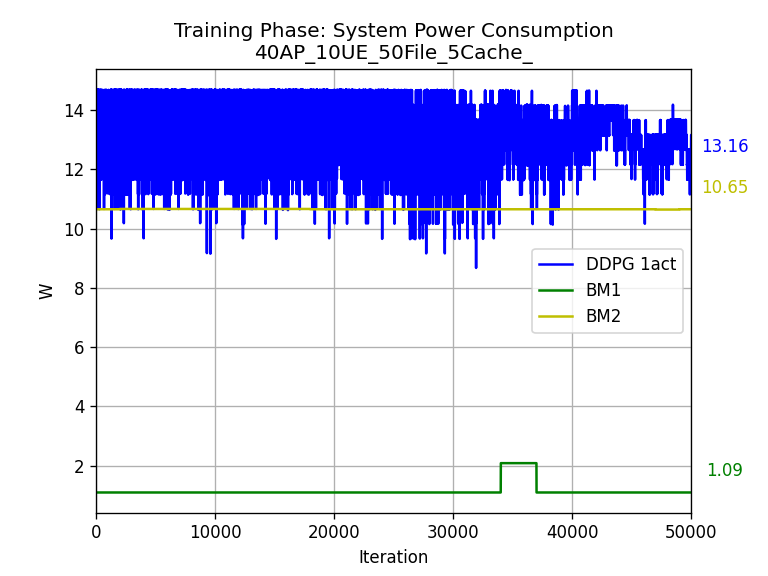 Training Phase: System Power Consumption
40AP_10UE_50File_5Cache_
W
14
12
10
8
6
4
2
0
10000
20000
30000
40000
50000
Iteration
DDPG 1act
BM1
BM2
13.16
10.65
1.09